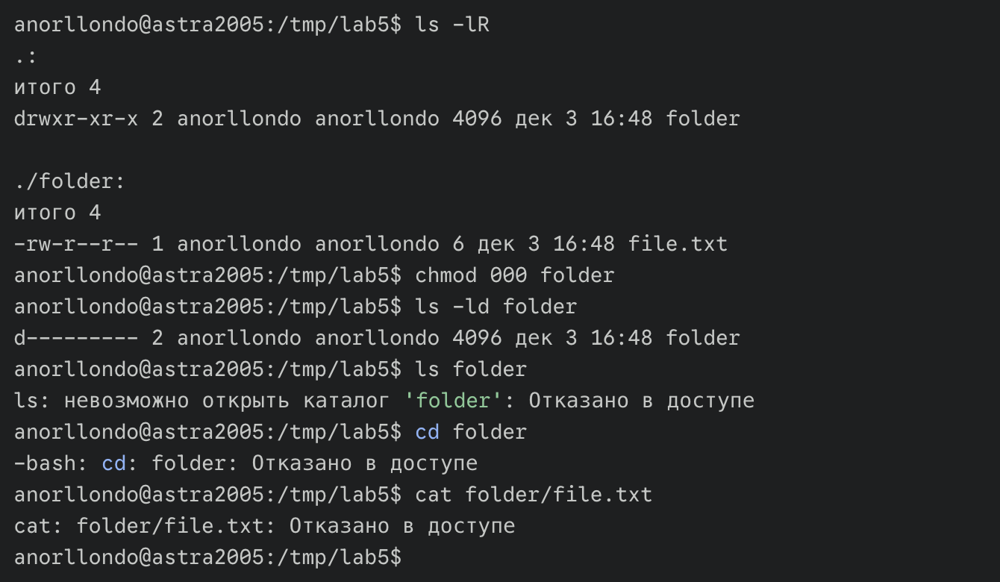 anorllondo@astra2005:/tmp/lab5$ ls -lR
.:
итого 4
drwxr-xr-x 2 anorllondo anorllondo 4096 дек 3 16:48 folder

./folder:
итого 4
-rw-r--r-- 1 anorllondo anorllondo 6 дек 3 16:48 file.txt
anorllondo@astra2005:/tmp/lab5$ chmod 000 folder
anorllondo@astra2005:/tmp/lab5$ ls -ld folder
d--------- 2 anorllondo anorllondo 4096 дек 3 16:48 folder
anorllondo@astra2005:/tmp/lab5$ ls folder
ls: невозможно открыть каталог 'folder': Отказано в доступе
anorllondo@astra2005:/tmp/lab5$ cd folder
-bash: cd: folder: Отказано в доступе
anorllondo@astra2005:/tmp/lab5$ cat folder/file.txt
cat: folder/file.txt: Отказано в доступе
anorllondo@astra2005:/tmp/lab5$